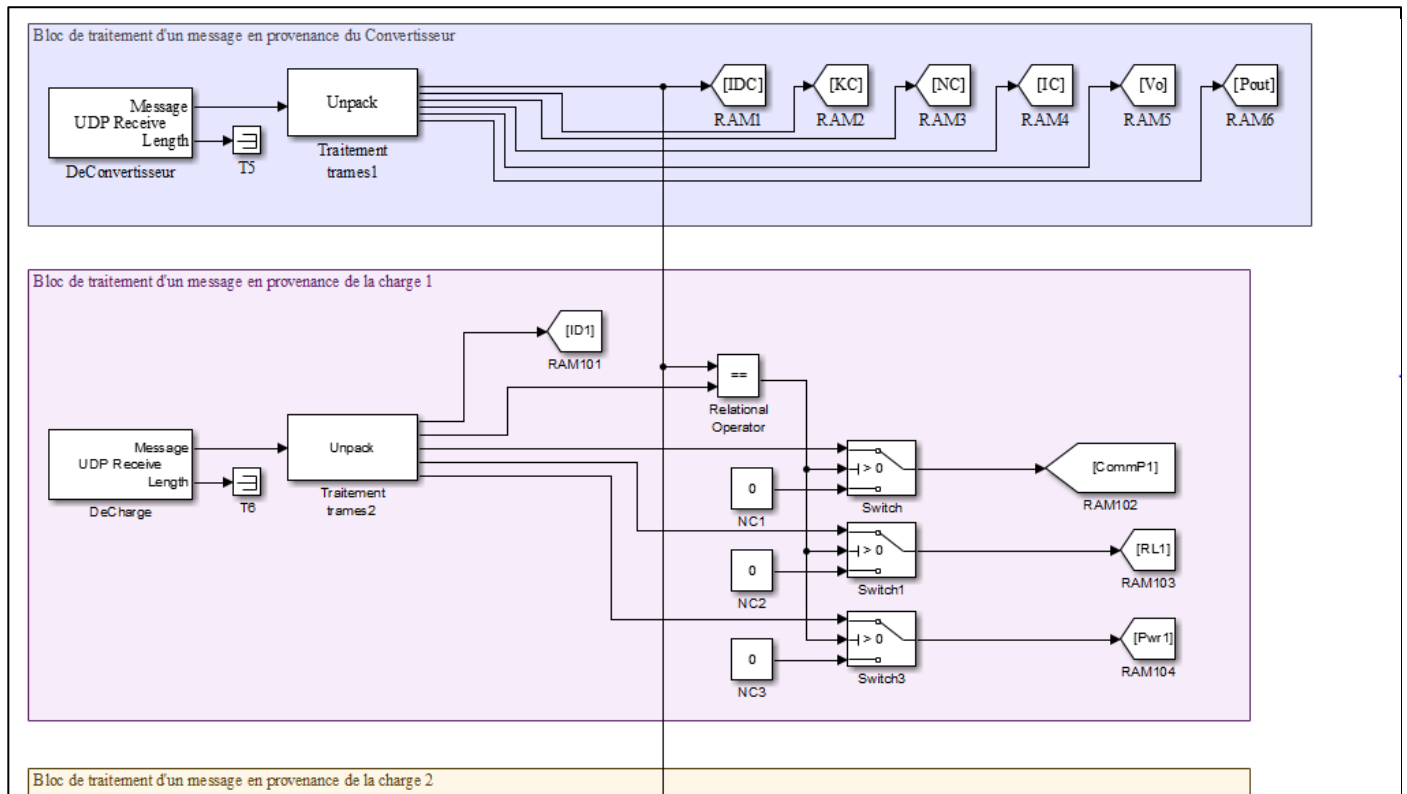 Bloc de traitement d'un message en provenance du Convertisseur
Message
UDP Receive
Length
DeConvertisseur
T5
Unpack
Traitement
trames1
[IDC]
RAM1
[KC]
RAM2
[NC]
RAM3
[IC]
RAM4
[Vo]
RAM5
[Pout]
RAM6
Bloc de traitement d'un message en provenance de la charge 1
[ID1]
RAM101
==
Relational
Operator
Message
UDP Receive
Length
DeCharge
T6
Unpack
Traitement
trames2
0
NC1
> 0
Switch
[CommP1]
RAM102
0
NC2
> 0
Switch1
[RL1]
RAM103
0
NC3
> 0
Switch3
[Pwr1]
RAM104
Bloc de traitement d'un message en provenance de la charge 2